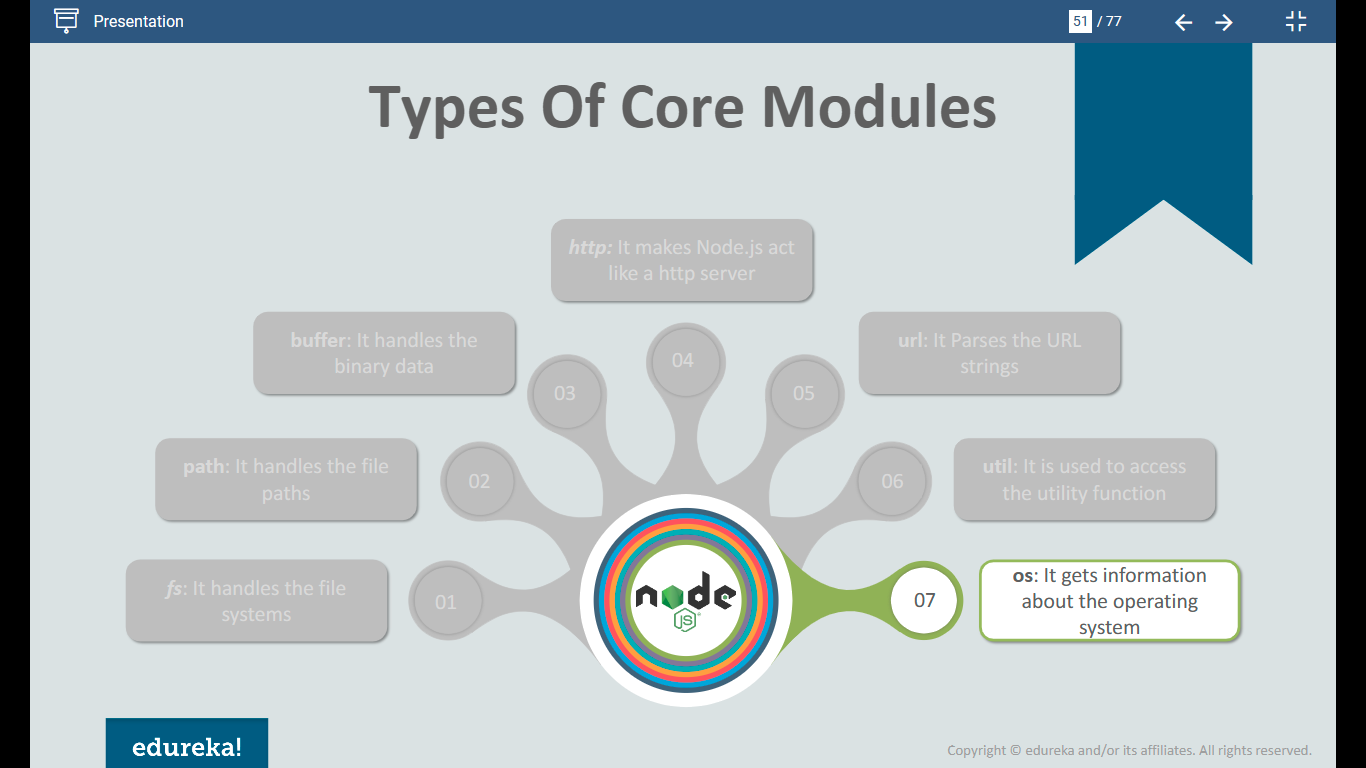 Presentation
51 / 77
Types Of Core Modules
http: It makes Node.js act
like a http server
buffer: It handles the
binary data
url: It Parses the URL
strings
04
03
05
path: It handles the file
paths
02
06
util: It is used to access
the utility function
fs: It handles the file
systems
01
node
JS
07
os: It gets information
about the operating
system
edureka!
Copyright © edureka and/or its affiliates. All rights reserved.